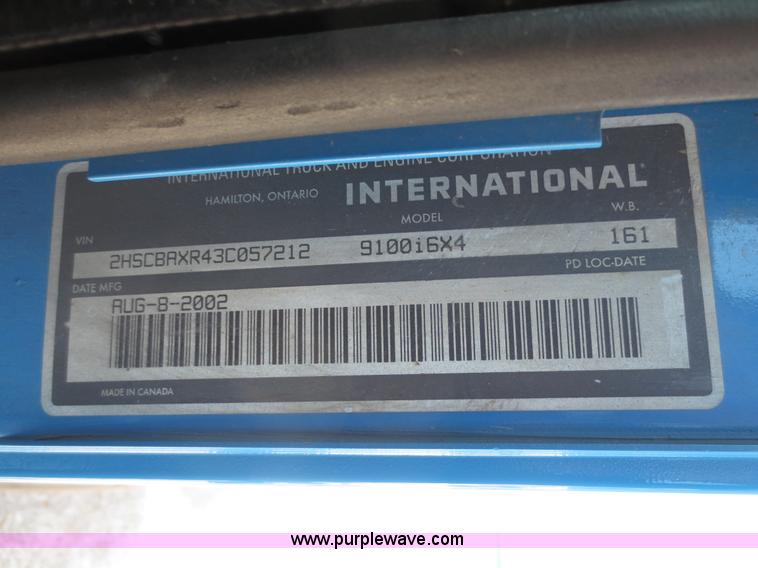 INTERNATIONAL TRUCK AND ENGINE CORPORATION
HAMILTON, ONTARIO INTERNATIONAL
MODEL W.B.
VIN 2HSCBAXR43C057212 9100i6X4 161
PD LOC-DATE
DATE MFG
AUG-8-2002
MADE IN CANADA
www.purplewave.com